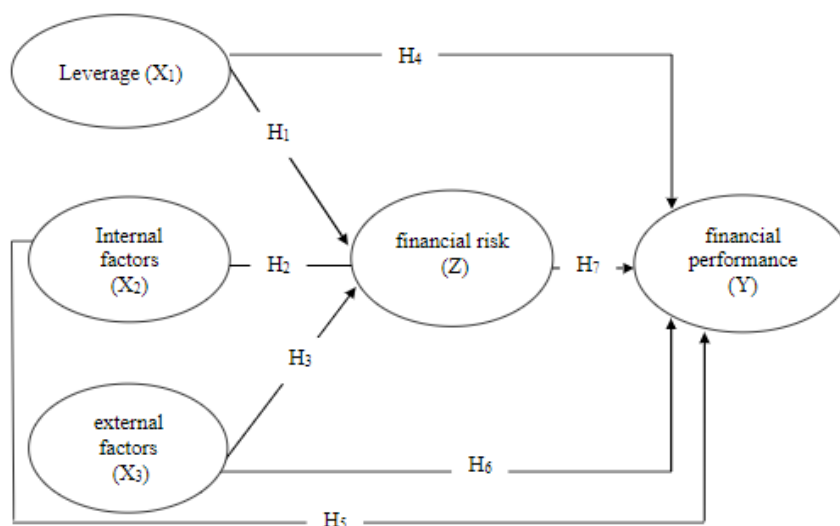 H4
Leverage (X1)
H1
Internal
factors
(X2)
H2
financial risk
(Z)
H7
financial
performance
(Y)
H3
external
factors
(X3)
H6
H5